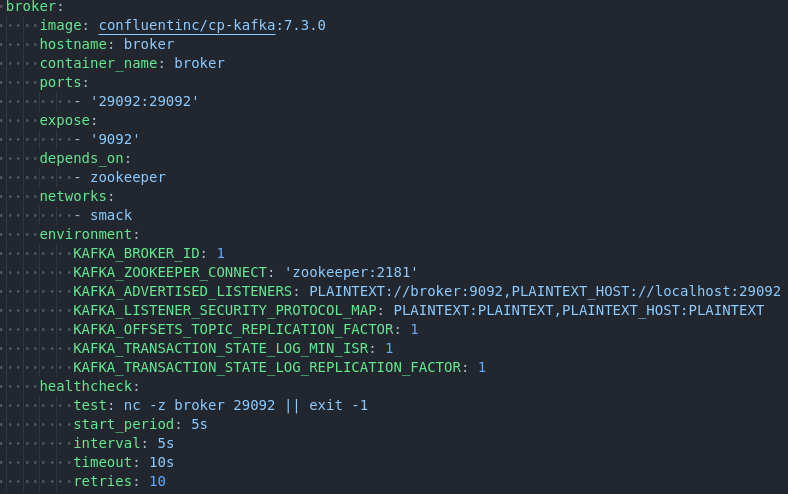 broker:
image: confluentinc/cp-kafka:7.3.0
hostname: broker
container_name: broker
ports:
- '29092:29092'
expose:
- '9092'
depends_on:
- zookeeper
networks:
- smack
environment:
KAFKA_BROKER_ID: 1
KAFKA_ZOOKEEPER_CONNECT: 'zookeeper:2181'
KAFKA_ADVERTISED_LISTENERS: PLAINTEXT://broker:9092,PLAINTEXT_HOST://localhost:29092
KAFKA_LISTENER_SECURITY_PROTOCOL_MAP: PLAINTEXT:PLAINTEXT,PLAINTEXT_HOST:PLAINTEXT
KAFKA_OFFSETS_TOPIC_REPLICATION_FACTOR: 1
KAFKA_TRANSACTION_STATE_LOG_MIN_ISR: 1
KAFKA_TRANSACTION_STATE_LOG_REPLICATION_FACTOR: 1
healthcheck:
test: nc -z broker 29092 || exit -1
start_period: 5s
interval: 5s
timeout: 10s
retries: 10